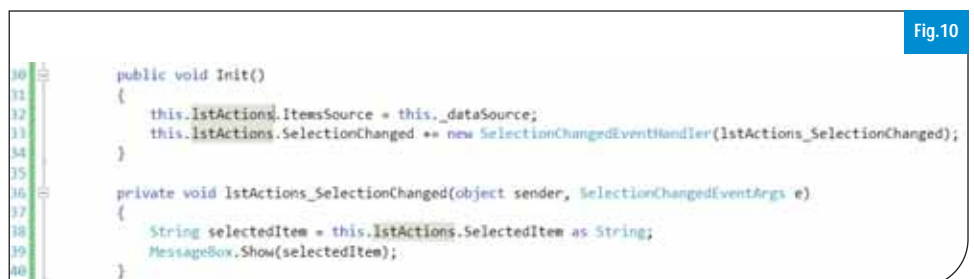 Fig.10
30 public void Init()
31 {
32 this.lstActions.ItemsSource = this._dataSource;
33 this.lstActions.SelectionChanged += new SelectionChangedEventHandler(lstActions_SelectionChanged);
34 }
35
36 private void lstActions_SelectionChanged(object sender, SelectionChangedEventArgs e)
37 {
38 String selectedItem = this.lstActions.SelectedItem as String;
39 MessageBox.Show(selectedItem);
40 }